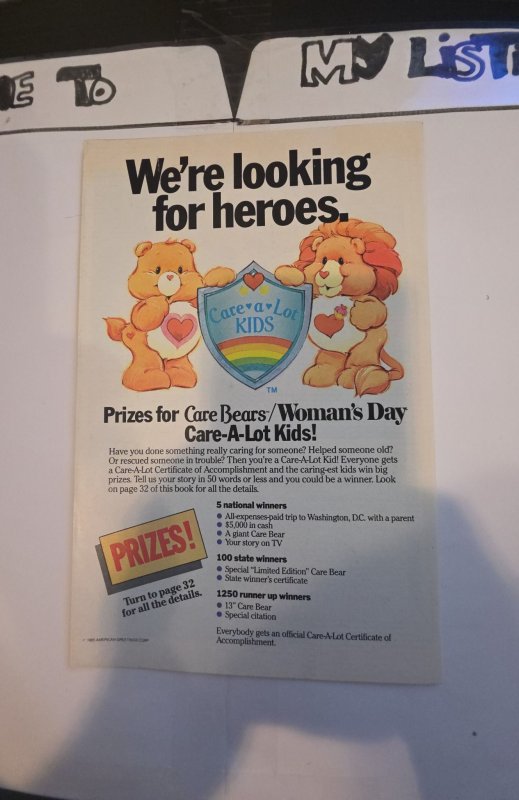 E TO
MY LIST
We're looking
for heroes.
Care·a·Lot
KIDS
TM
Prizes for Care Bears™/Woman's Day
Care-A-Lot Kids!
Have you done something really caring for someone? Helped someone old?
Or rescued someone in trouble? Then you're a Care-A-Lot Kid! Everyone gets
a Care-A-Lot Certificate of Accomplishment and the caring-est kids win big
prizes. Tell us your story in 50 words or less and you could be a winner. Look
on page 32 of this book for all the details.
5 national winners
● All-expenses-paid trip to Washington, D.C. with a parent
● $5,000 in cash
● A giant Care Bear
● Your story on TV
100 state winners
● Special "Limited Edition" Care Bear
● State winner's certificate
1250 runner up winners
● 13" Care Bear
● Special citation
Everybody gets an official Care-A-Lot Certificate of
Accomplishment.
PRIZES!
Turn to page 32
for all the details.
AMERICAN GREETINGS CORP.